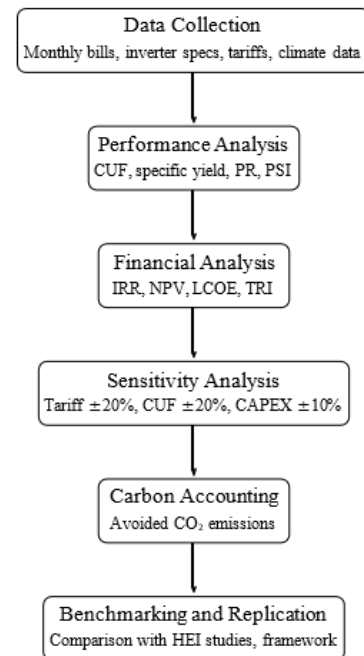 Data Collection
Monthly bills, inverter specs, tariffs, climate data
Performance Analysis
CUF, specific yield, PR, PSI
Financial Analysis
IRR, NPV, LCOE, TRI
Sensitivity Analysis
Tariff ±20%, CUF ±20%, CAPEX ±10%
Carbon Accounting
Avoided CO₂ emissions
Benchmarking and Replication
Comparison with HEI studies, framework